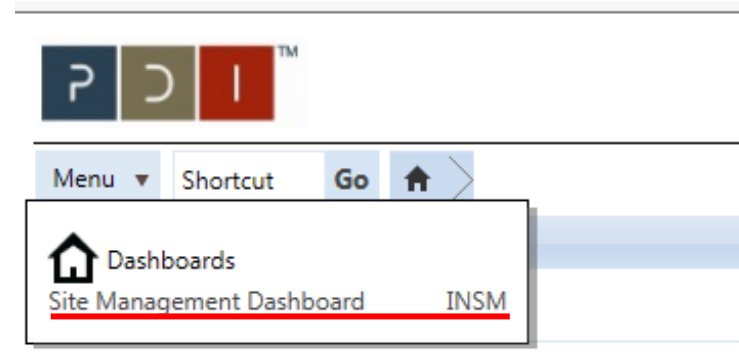 PDI™
Menu Shortcut Go
Dashboards
Site Management Dashboard INSM